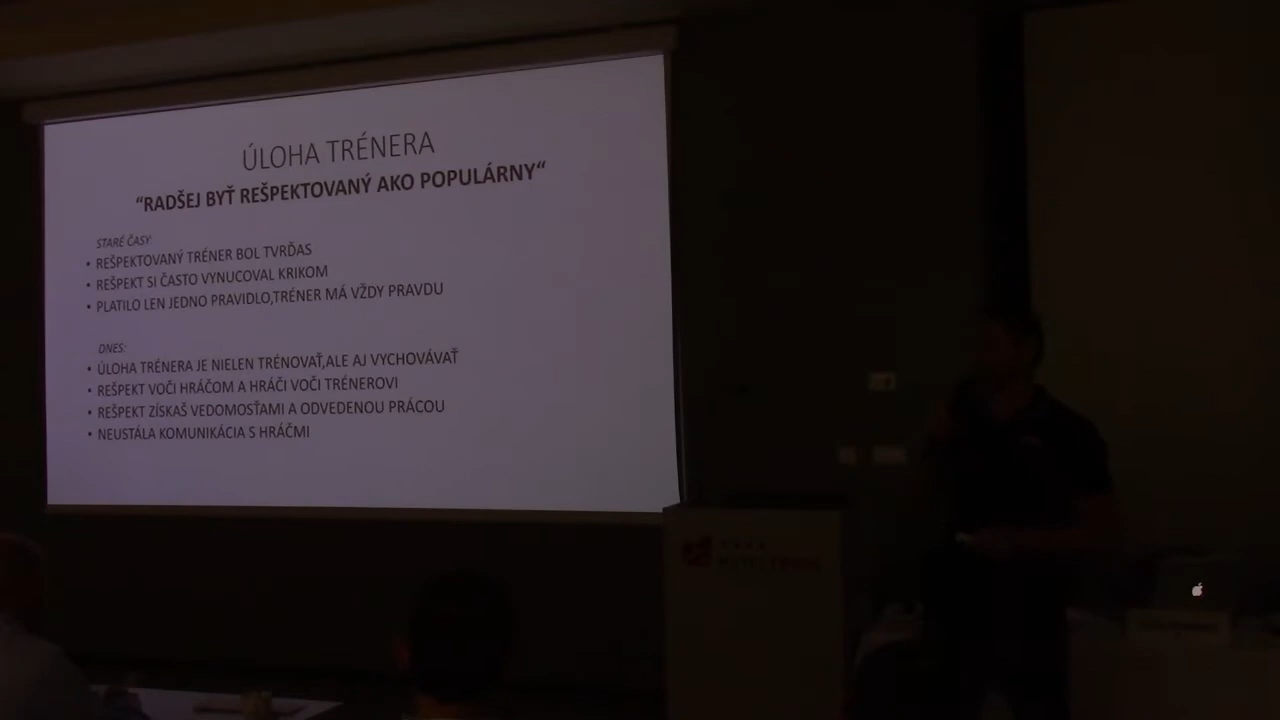 ÚLOHA TRÉNERA
“RADŠEJ BYŤ REŠPEKTOVANÝ AKO POPULÁRNY“
STARÉ ČASY:
• REŠPEKTOVANÝ TRÉNER BOL TVRĎAS
• REŠPEKT SI ČASTO VYNUCOVAL KRIKOM
• PLATILO LEN JEDNO PRAVIDLO,TRÉNER MÁ VŽDY PRAVDU
DNES:
• ÚLOHA TRÉNERA JE NIELEN TRÉNOVAŤ,ALE AJ VYCHOVÁVAŤ
• REŠPEKT VOČI HRÁČOM A HRÁČI VOČI TRÉNEROVI
• REŠPEKT ZÍSKAŠ VEDOMOSŤAMI A ODVEDENOU PRÁCOU
• NEUSTÁLA KOMUNIKÁCIA S HRÁČMI
HOTEL